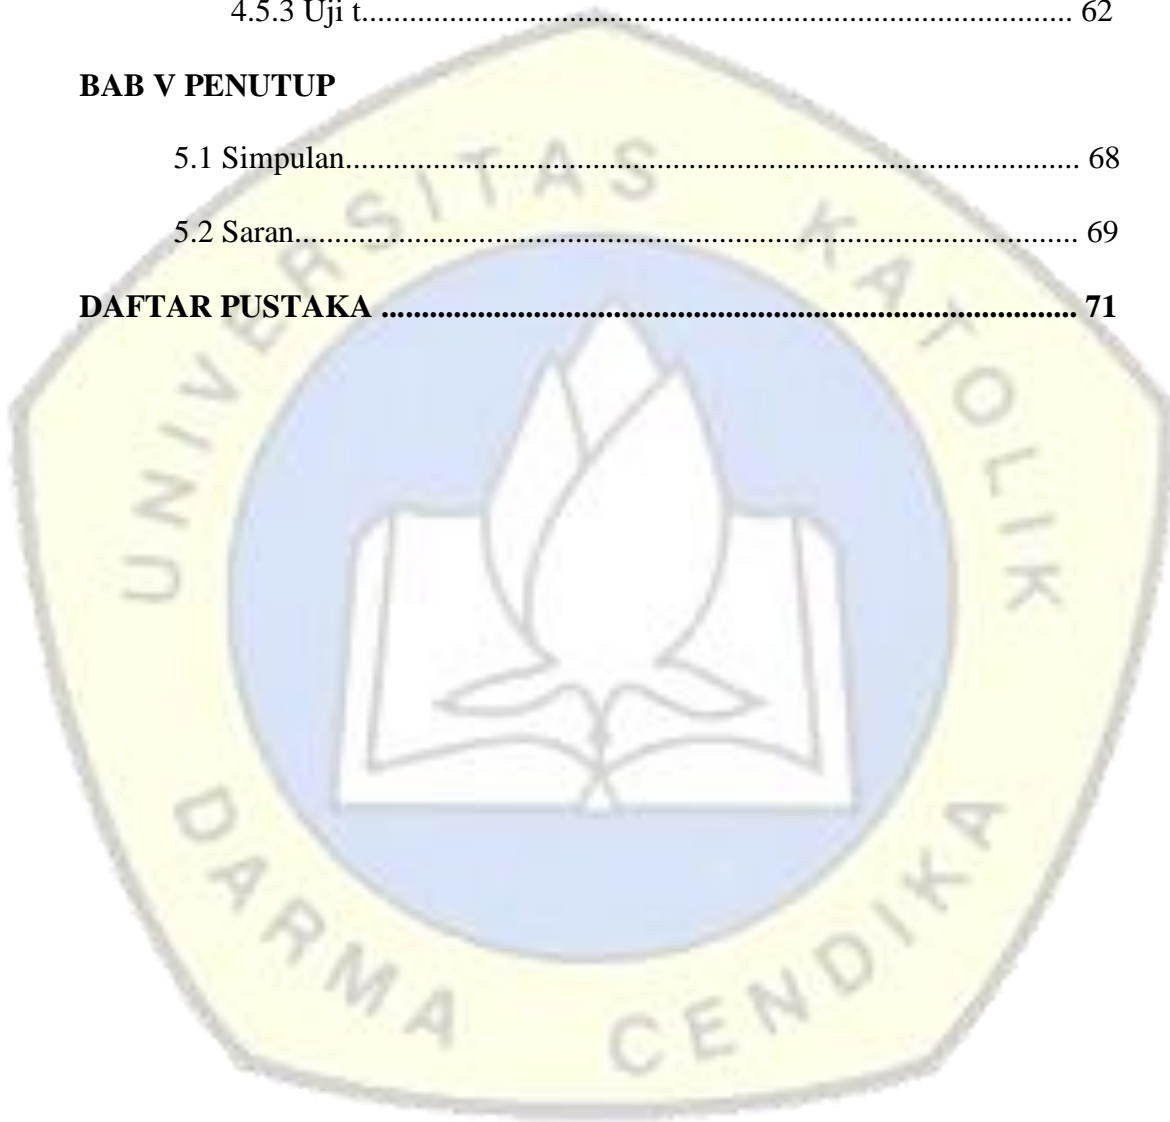 4.5.3 Uji t........................................................................................... 62
BAB V PENUTUP
5.1 Simpulan.............................................................................................. 68
5.2 Saran.................................................................................................... 69
DAFTAR PUSTAKA ......................................................................................... 71
UNIVERSITAS KATOLIK
DARMA CENDIKA